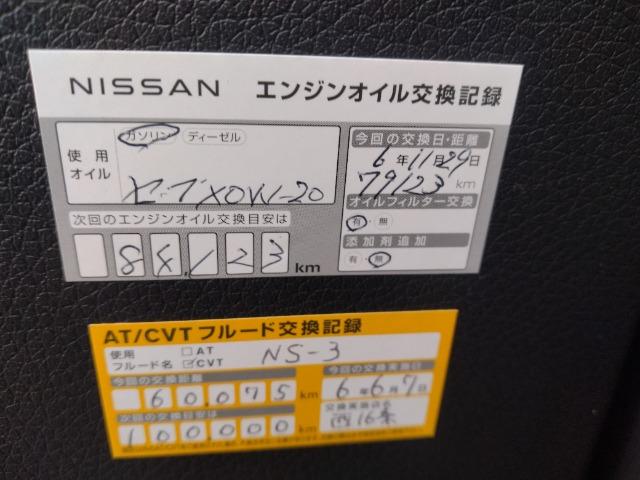 NISSAN エンジンオイル交換記録
使用オイル ガソリン ディーゼル
0W-20
今回の交換日・距離
6年11月29日
79123 km
オイルフィルター交換
有・無
添加剤追加
有・無
次回のエンジンオイル交換目安は
84,123 km
AT/CVTフルード交換記録
使用フルード名 AT CVT NS-3
今回の交換距離
60,075 km
次回の交換目安は
100,000 km
今回の交換実施日
6年6月7日
交換実施店名
西16条